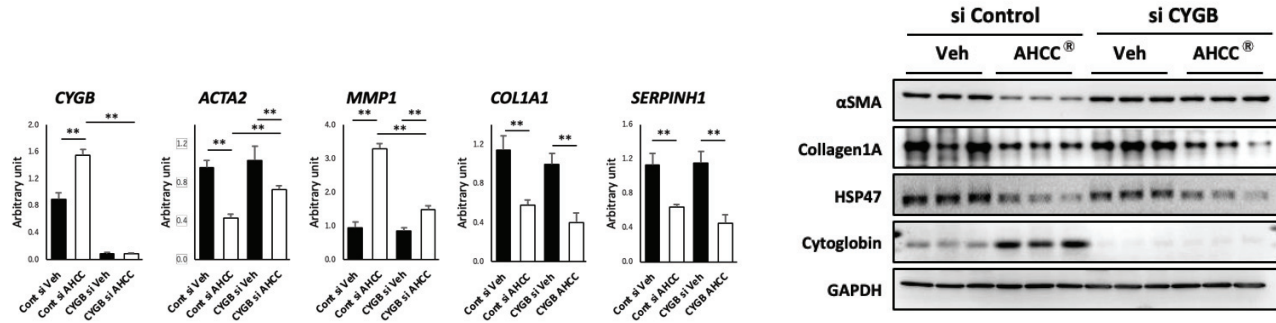 CYGB
Arbitrary unit
2.0
1.6
1.2
0.8
0.4
0.0
**
**
Cont si Veh
Cont si AHCC
CYGB si Veh
CYGB si AHCC
ACTA2
Arbitrary unit
1.2
0.8
0.4
0.0
**
**
**
Cont si Veh
Cont si AHCC
CYGB si Veh
CYGB si AHCC
MMP1
Arbitrary unit
4.0
3.0
2.0
1.0
0.0
** **
**
Cont si Veh
Cont si AHCC
CYGB si Veh
CYGB si AHCC
COL1A1
Arbitrary unit
1.2
0.8
0.4
0.0
**
**
Cont si Veh
Cont si AHCC
CYGB si Veh
CYGB AHCC
SERPINH1
Arbitrary unit
1.6
1.2
0.8
0.4
0.0
**
**
Cont si Veh
Cont si AHCC
CYGB si Veh
CYGB AHCC
si Control si CYGB
Veh AHCC® Veh AHCC®
αSMA
Collagen1A
HSP47
Cytoglobin
GAPDH